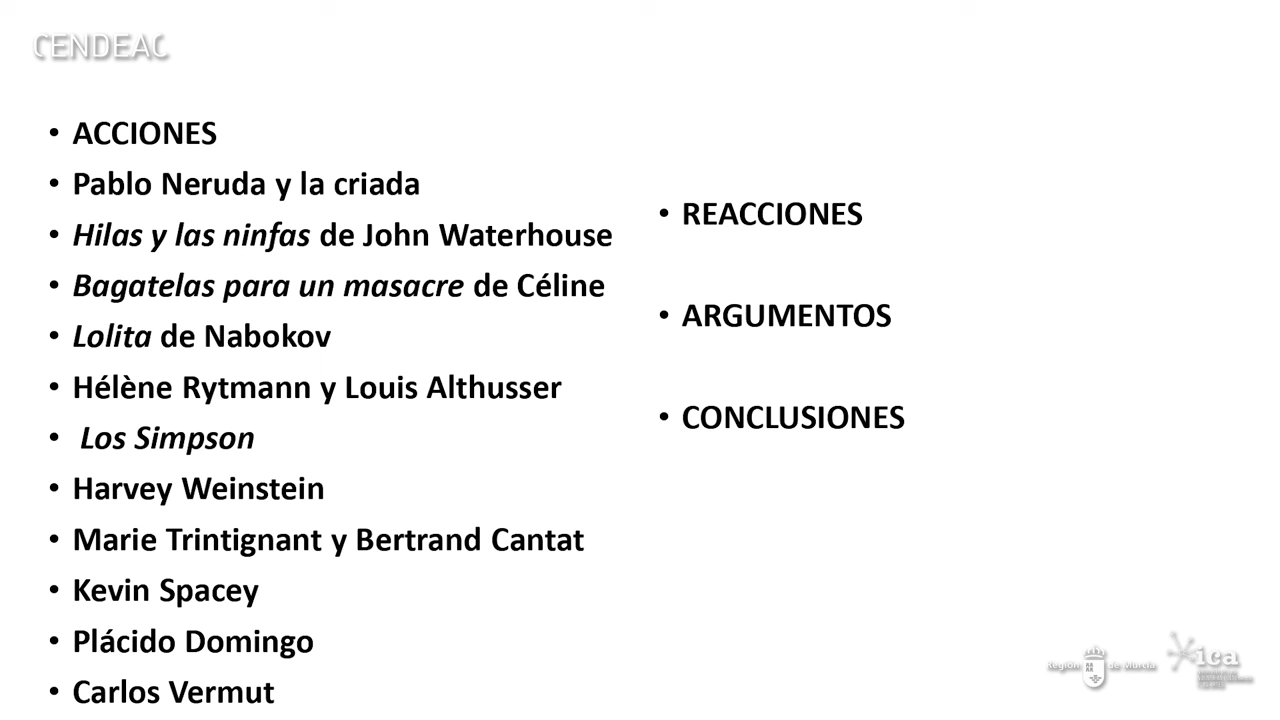 CENDEAC
• ACCIONES
• Pablo Neruda y la criada
• Hilas y las ninfas de John Waterhouse
• Bagatelas para un masacre de Céline
• Lolita de Nabokov
• Hélène Rytmann y Louis Althusser
• Los Simpson
• Harvey Weinstein
• Marie Trintignant y Bertrand Cantat
• Kevin Spacey
• Plácido Domingo
• Carlos Vermut
• REACCIONES
• ARGUMENTOS
• CONCLUSIONES
Región de Murcia
ica